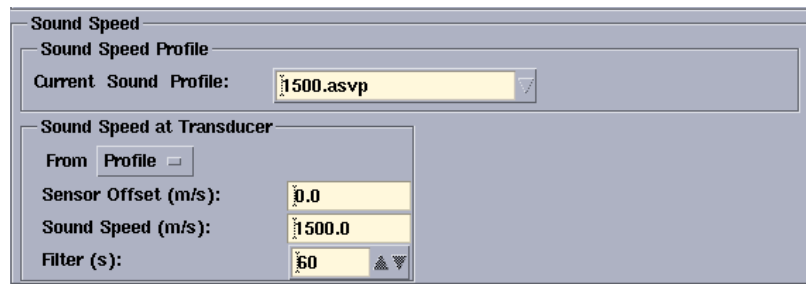 Sound Speed
Sound Speed Profile
Current Sound Profile: 1500.asvp
Sound Speed at Transducer
From Profile
Sensor Offset (m/s): 0.0
Sound Speed (m/s): 1500.0
Filter (s): 60